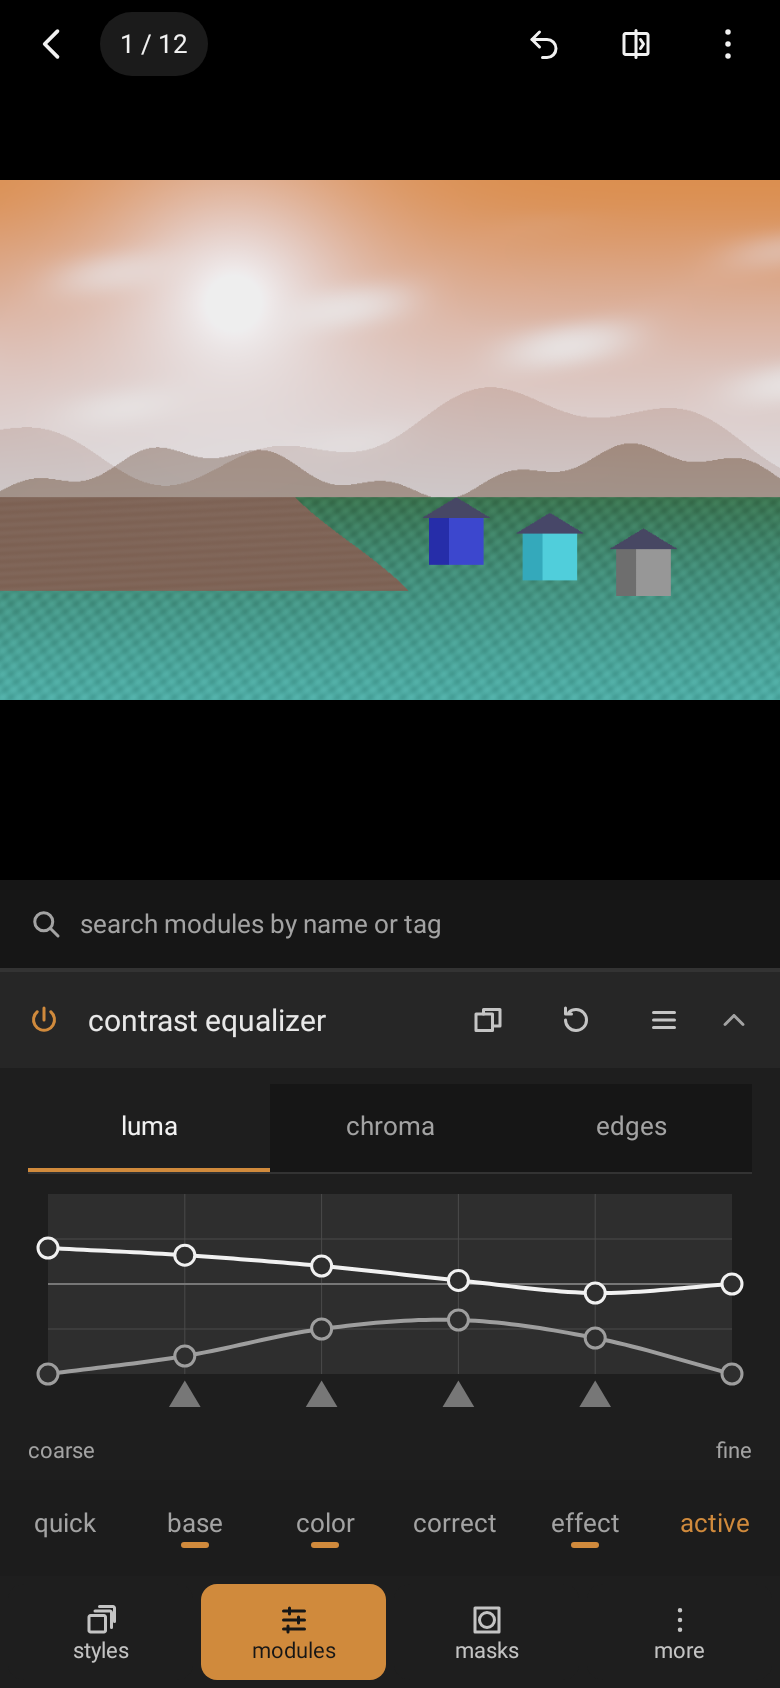 1 / 12
search modules by name or tag
contrast equalizer
luma chroma edges
coarse fine
quick base color correct effect active
styles modules masks more